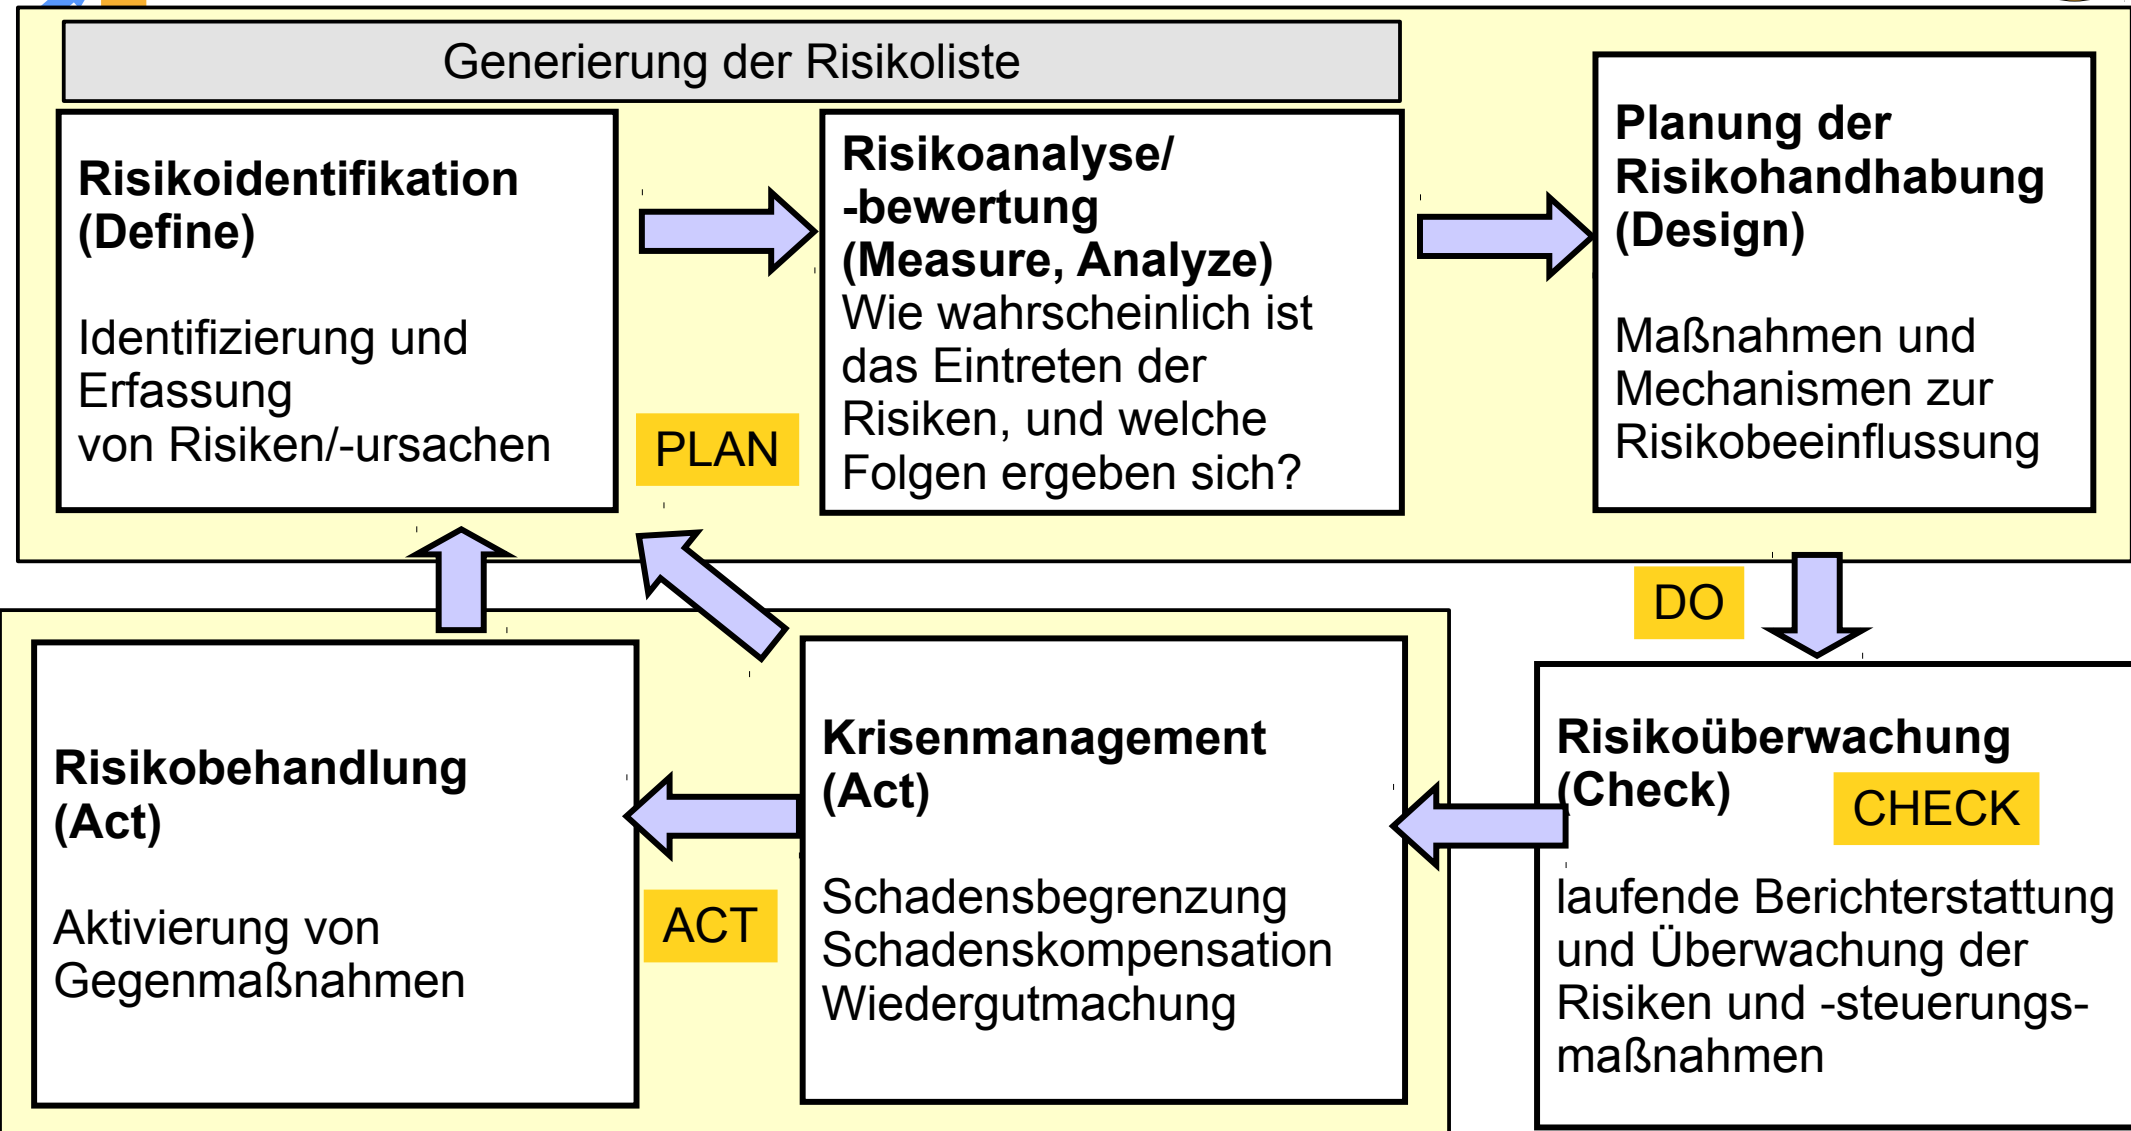 Generierung der Risikoliste
Risikoidentifikation
(Define)
Identifizierung und
Erfassung
von Risiken/-ursachen
PLAN
Risikoanalyse/
-bewertung
(Measure, Analyze)
Wie wahrscheinlich ist
das Eintreten der
Risiken, und welche
Folgen ergeben sich?
Planung der
Risikohandhabung
(Design)
Maßnahmen und
Mechanismen zur
Risikobeeinflussung
DO
Risikobehandlung
(Act)
Aktivierung von
Gegenmaßnahmen
ACT
Krisenmanagement
(Act)
Schadensbegrenzung
Schadenskompensation
Wiedergutmachung
Risikoüberwachung
(Check)
CHECK
laufende Berichterstattung
und Überwachung der
Risiken und -steuerungs-
maßnahmen